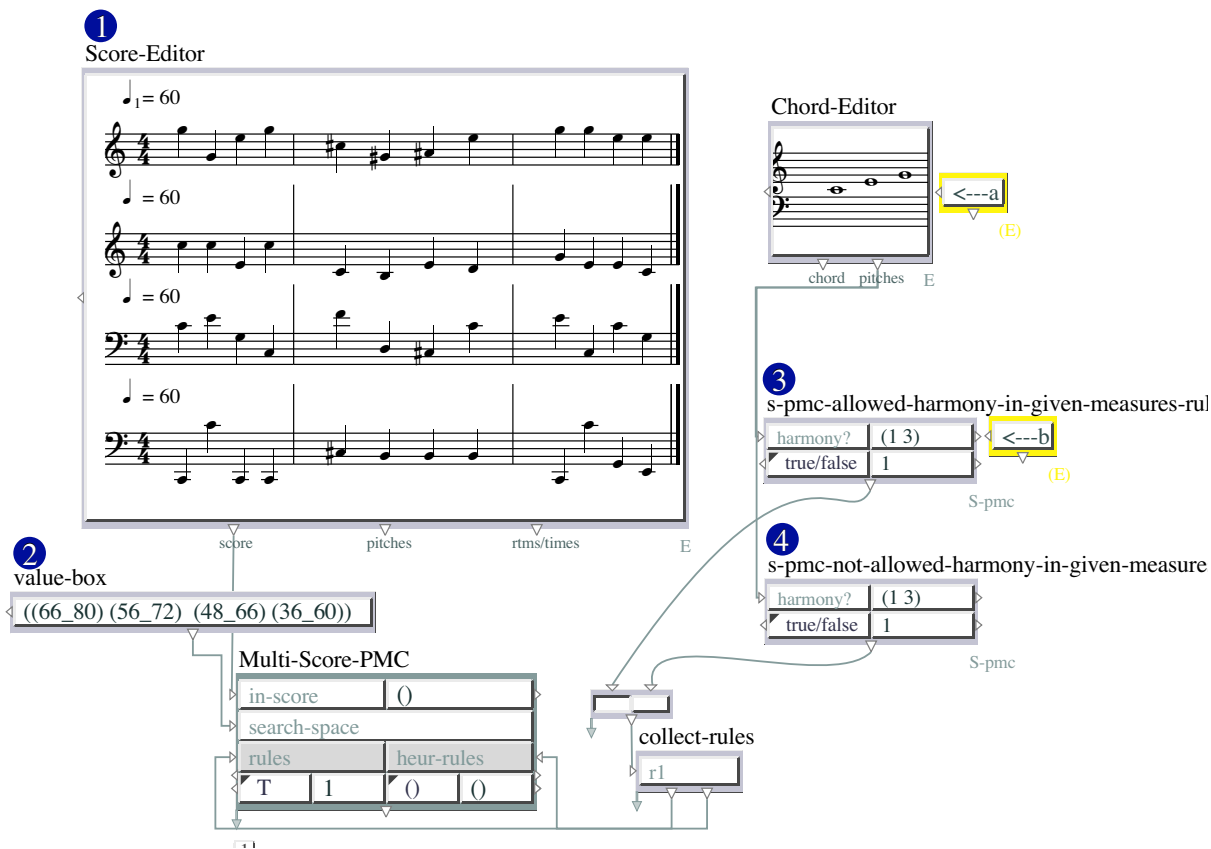 1
Score-Editor
1= 60
= 60
= 60
= 60
score pitches rtms/times E
Chord-Editor
<---a
(E)
chord pitches E
3
s-pmc-allowed-harmony-in-given-measures-rul
harmony? (1 3)
<---b
true/false 1
(E)
S-pmc
4
s-pmc-not-allowed-harmony-in-given-measure
harmony? (1 3)
true/false 1
S-pmc
2
value-box
((66_80) (56_72) (48_66) (36_60))
Multi-Score-PMC
in-score ()
search-space
rules heur-rules
T 1 () ()
collect-rules
r1
1